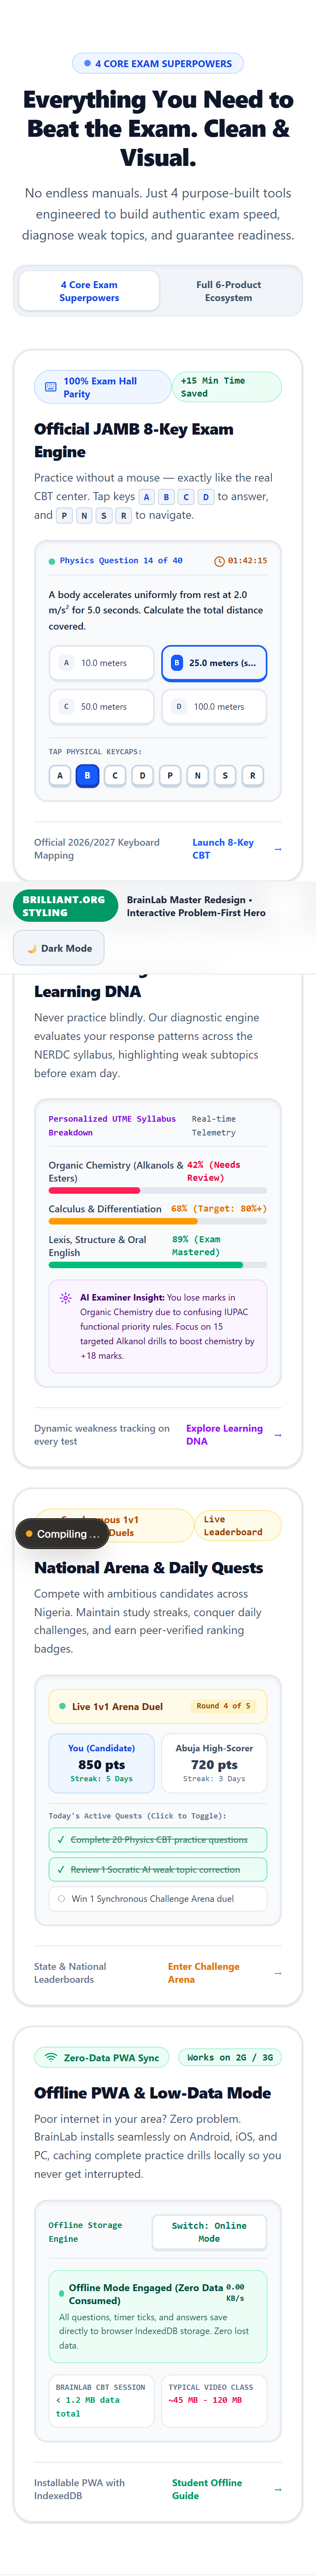 4 CORE EXAM SUPERPOWERS
Everything You Need to
Beat the Exam. Clean &
Visual.
No endless manuals. Just 4 purpose-built tools
engineered to build authentic exam speed,
diagnose weak topics, and guarantee readiness.
4 Core Exam
Superpowers
Full 6-Product
Ecosystem
100% Exam Hall
Parity
+15 Min Time
Saved
Official JAMB 8-Key Exam
Engine
Practice without a mouse — exactly like the real
CBT center. Tap keys A B C D to answer,
and P N S R to navigate.
Physics Question 14 of 40
01:42:15
A body accelerates uniformly from rest at 2.0
m/s² for 5.0 seconds. Calculate the total distance
covered.
A 10.0 meters
B 25.0 meters (s...
C 50.0 meters
D 100.0 meters
TAP PHYSICAL KEYCAPS:
A B C D P N S R
Official 2026/2027 Keyboard
Mapping
Launch 8-Key
CBT →
BRILLIANT.ORG
STYLING
BrainLab Master Redesign •
Interactive Problem-First Hero
🌙 Dark Mode
Learning DNA
Never practice blindly. Our diagnostic engine
evaluates your response patterns across the
NERDC syllabus, highlighting weak subtopics
before exam day.
Personalized UTME Syllabus
Breakdown
Real-time
Telemetry
Organic Chemistry (Alkanols &
Esters)
42% (Needs
Review)
Calculus & Differentiation
68% (Target: 80%+)
Lexis, Structure & Oral
English
89% (Exam
Mastered)
AI Examiner Insight: You lose marks in
Organic Chemistry due to confusing IUPAC
functional priority rules. Focus on 15
targeted Alkanol drills to boost chemistry by
+18 marks.
Dynamic weakness tracking on
every test
Explore Learning
DNA →
1v1
Duels
Live
Leaderboard
Compiling ...
National Arena & Daily Quests
Compete with ambitious candidates across
Nigeria. Maintain study streaks, conquer daily
challenges, and earn peer-verified ranking
badges.
Live 1v1 Arena Duel
Round 4 of 5
You (Candidate)
850 pts
Streak: 5 Days
Abuja High-Scorer
720 pts
Streak: 3 Days
Today's Active Quests (Click to Toggle):
✓ Complete 20 Physics CBT practice questions
✓ Review 1 Socratic AI weak topic correction
○ Win 1 Synchronous Challenge Arena duel
State & National
Leaderboards
Enter Challenge
Arena →
Zero-Data PWA Sync
Works on 2G / 3G
Offline PWA & Low-Data Mode
Poor internet in your area? Zero problem.
BrainLab installs seamlessly on Android, iOS, and
PC, caching complete practice drills locally so you
never get interrupted.
Offline Storage
Engine
Switch: Online
Mode
Offline Mode Engaged (Zero Data
Consumed)
0.00
KB/s
All questions, timer ticks, and answers save
directly to browser IndexedDB storage. Zero lost
data.
BRAINLAB CBT SESSION
< 1.2 MB data
total
TYPICAL VIDEO CLASS
~45 MB - 120 MB
Installable PWA with
IndexedDB
Student Offline
Guide →